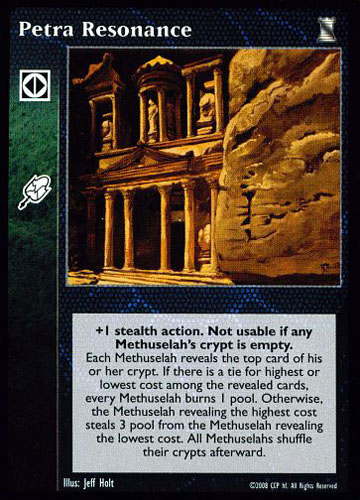 Petra Resonance
+1 stealth action. Not usable if any
Methuselah's crypt is empty.
Each Methuselah reveals the top card of his
or her crypt. If there is a tie for highest or
lowest cost among the revealed cards,
every Methuselah burns 1 pool. Otherwise,
the Methuselah revealing the highest cost
steals 3 pool from the Methuselah revealing
the lowest cost. All Methuselahs shuffle
their crypts afterward.
Illus: Jeff Holt
©2008 CCP hf. All Rights Reserved